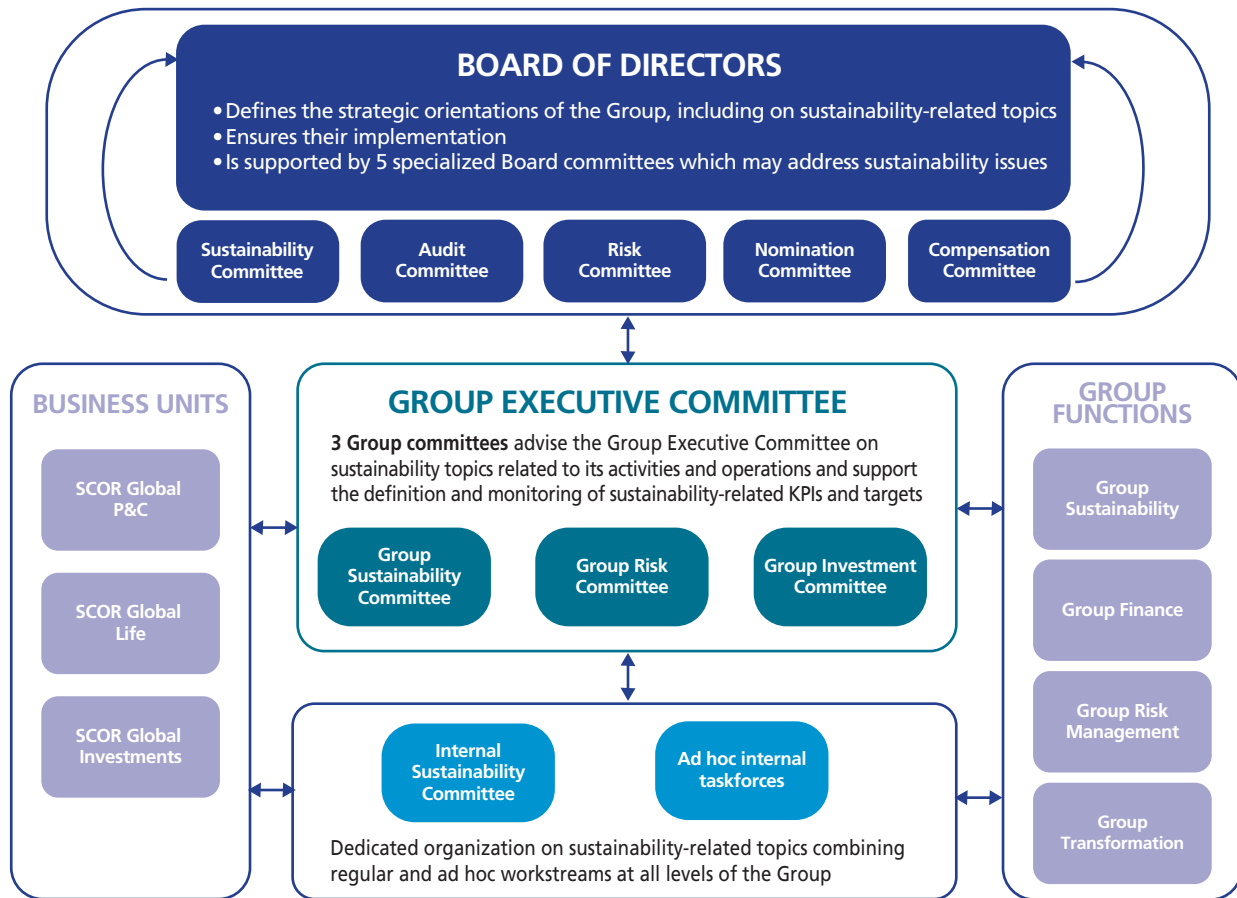 BOARD OF DIRECTORS
• Defines the strategic orientations of the Group, including on sustainability-related topics
• Ensures their implementation
• Is supported by 5 specialized Board committees which may address sustainability issues
Sustainability
Committee
Audit
Committee
Risk
Committee
Nomination
Committee
Compensation
Committee
BUSINESS UNITS
SCOR Global
P&C
SCOR Global
Life
SCOR Global
Investments
GROUP EXECUTIVE COMMITTEE
3 Group committees advise the Group Executive Committee on
sustainability topics related to its activities and operations and support
the definition and monitoring of sustainability-related KPIs and targets
Group
Sustainability
Committee
Group Risk
Committee
Group Investment
Committee
Internal
Sustainability
Committee
Ad hoc internal
taskforces
Dedicated organization on sustainability-related topics combining
regular and ad hoc workstreams at all levels of the Group
GROUP
FUNCTIONS
Group
Sustainability
Group Finance
Group Risk
Management
Group
Transformation